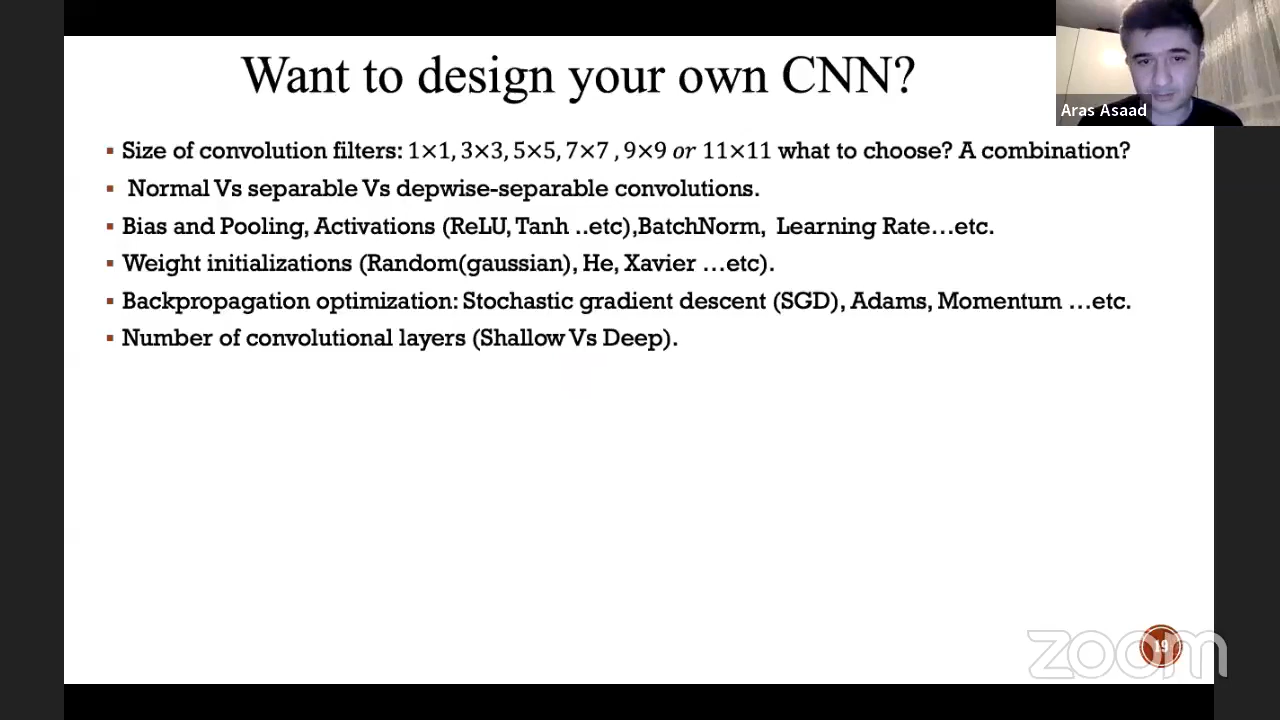 Want to design your own CNN?
Aras Asaad
▪ Size of convolution filters: 1×1, 3×3, 5×5, 7×7 , 9×9 or 11×11 what to choose? A combination?
▪ Normal Vs separable Vs depwise-separable convolutions.
▪ Bias and Pooling, Activations (ReLU, Tanh ..etc),BatchNorm, Learning Rate…etc.
▪ Weight initializations (Random(gaussian), He, Xavier …etc).
▪ Backpropagation optimization: Stochastic gradient descent (SGD), Adams, Momentum …etc.
▪ Number of convolutional layers (Shallow Vs Deep).
19
zoom